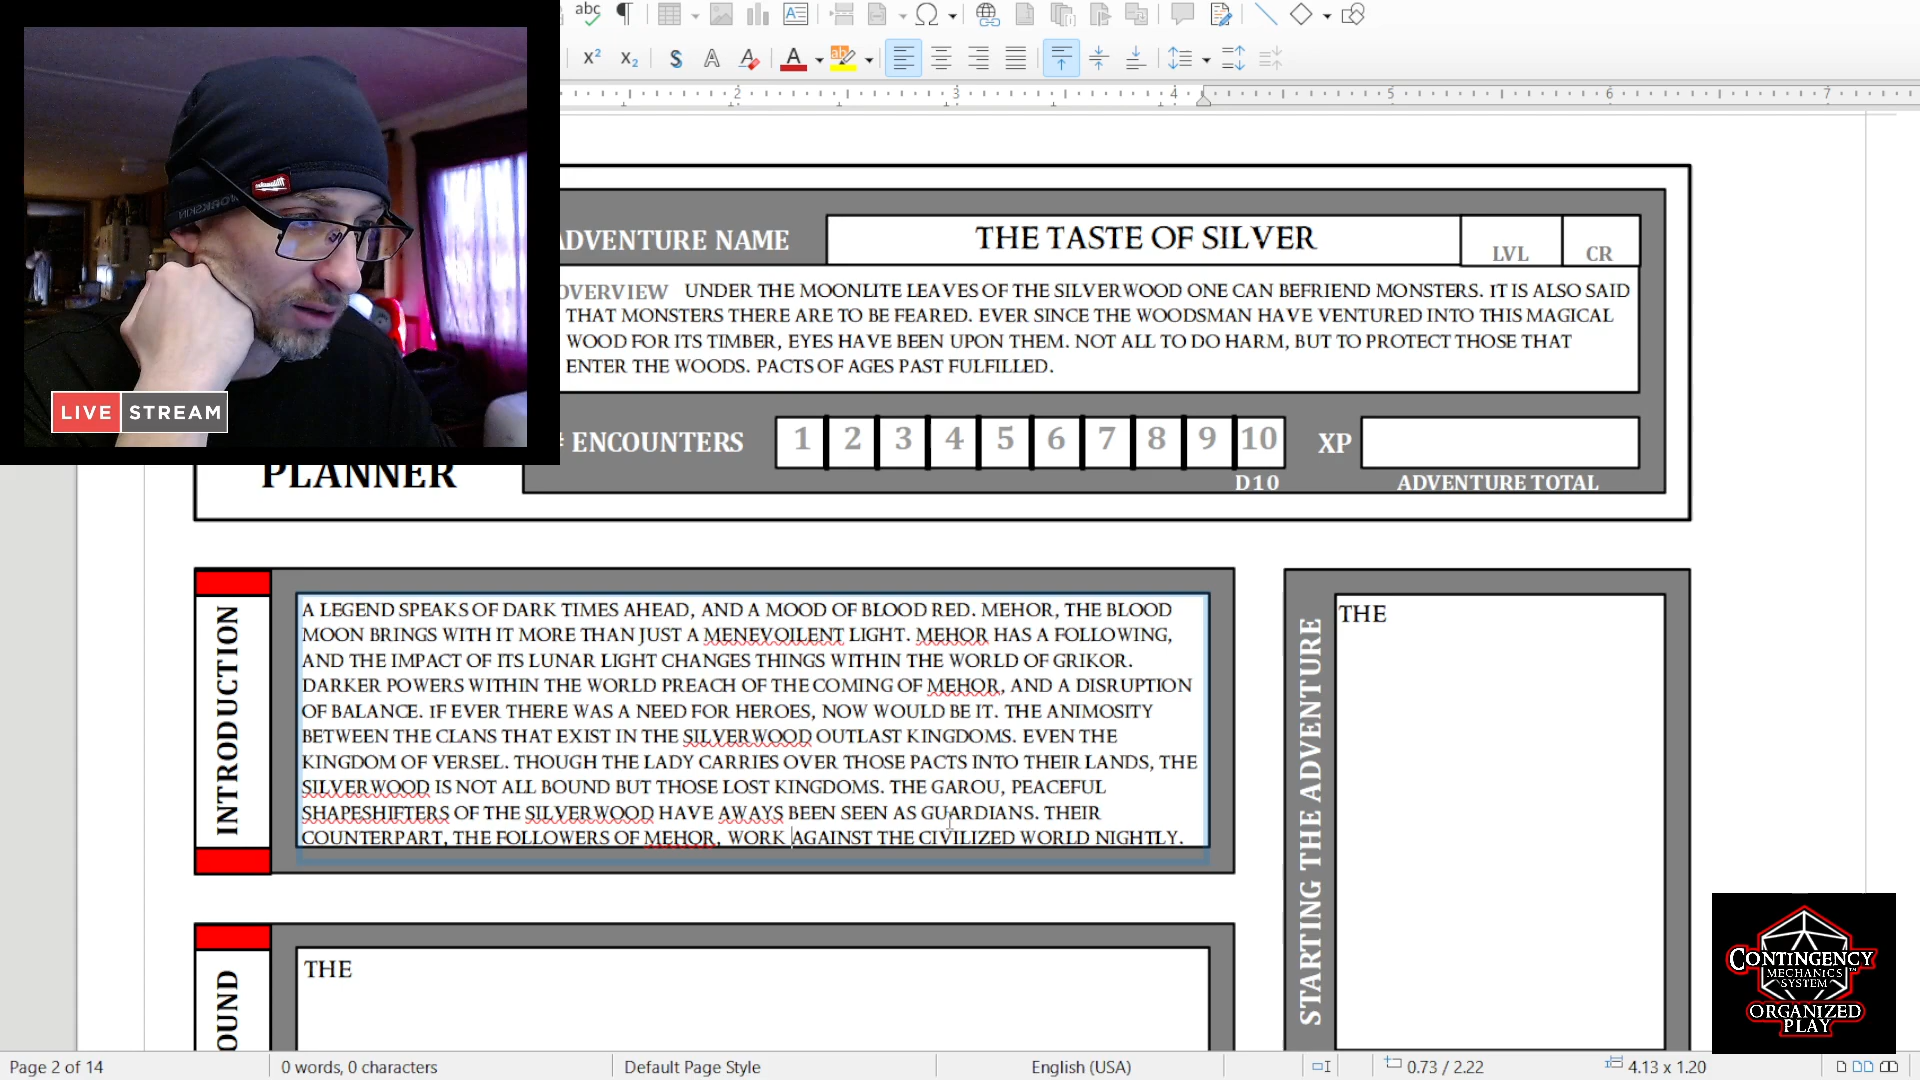 1 2 3 4 5 6 7
ADVENTURE NAME
THE TASTE OF SILVER
LVL
CR
OVERVIEW UNDER THE MOONLITE LEAVES OF THE SILVERWOOD ONE CAN BEFRIEND MONSTERS. IT IS ALSO SAID
THAT MONSTERS THERE ARE TO BE FEARED. EVER SINCE THE WOODSMAN HAVE VENTURED INTO THIS MAGICAL
WOOD FOR ITS TIMBER, EYES HAVE BEEN UPON THEM. NOT ALL TO DO HARM, BUT TO PROTECT THOSE THAT
ENTER THE WOODS. PACTS OF AGES PAST FULFILLED.
LIVE STREAM
# ENCOUNTERS
1 2 3 4 5 6 7 8 9 10
XP
PLANNER
D10
ADVENTURE TOTAL
INTRODUCTION
A LEGEND SPEAKS OF DARK TIMES AHEAD, AND A MOOD OF BLOOD RED. MEHOR, THE BLOOD
MOON BRINGS WITH IT MORE THAN JUST A MENEVOILENT LIGHT. MEHOR HAS A FOLLOWING,
AND THE IMPACT OF ITS LUNAR LIGHT CHANGES THINGS WITHIN THE WORLD OF GRIKOR.
DARKER POWERS WITHIN THE WORLD PREACH OF THE COMING OF MEHOR, AND A DISRUPTION
OF BALANCE. IF EVER THERE WAS A NEED FOR HEROES, NOW WOULD BE IT. THE ANIMOSITY
BETWEEN THE CLANS THAT EXIST IN THE SILVERWOOD OUTLAST KINGDOMS. EVEN THE
KINGDOM OF VERSEL. THOUGH THE LADY CARRIES OVER THOSE PACTS INTO THEIR LANDS, THE
SILVERWOOD IS NOT ALL BOUND BUT THOSE LOST KINGDOMS. THE GAROU, PEACEFUL
SHAPESHIFTERS OF THE SILVERWOOD HAVE AWAYS BEEN SEEN AS GUARDIANS. THEIR
COUNTERPART, THE FOLLOWERS OF MEHOR, WORK AGAINST THE CIVILIZED WORLD NIGHTLY.
STARTING THE ADVENTURE
THE
OUND
THE
CONTINGENCY
MECHANICS
SYSTEM
ORGANIZED
PLAY
Page 2 of 14
0 words, 0 characters
Default Page Style
English (USA)
0.73 / 2.22
4.13 x 1.20